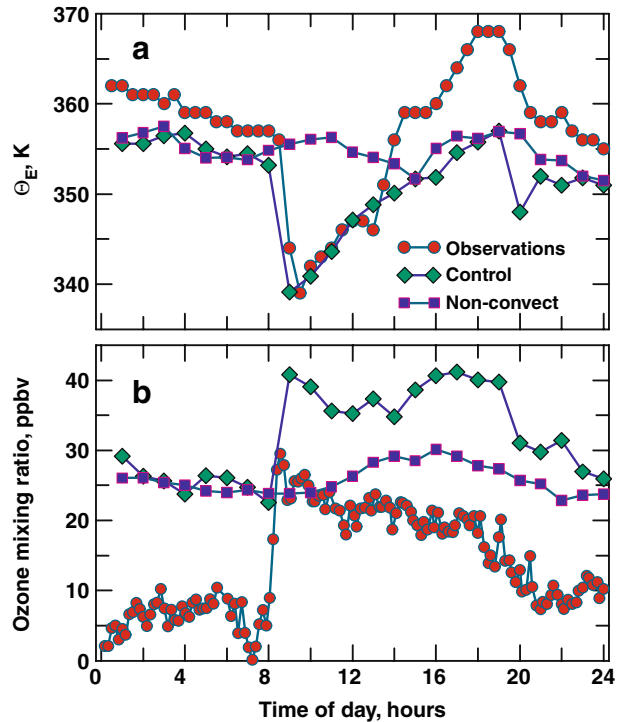 370
a
360
350
340
ΘE, K
Observations
Control
Non-convect
b
40
30
20
10
0
Ozone mixing ratio, ppbv
0 4 8 12 16 20 24
Time of day, hours